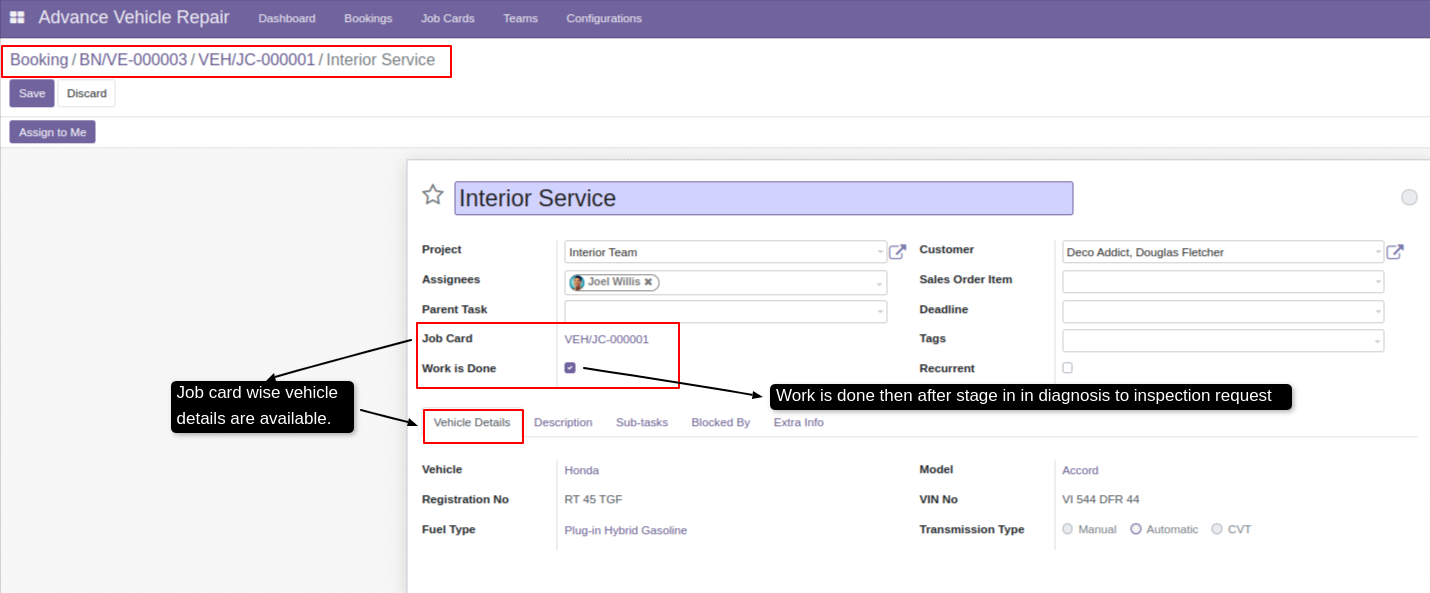 Advance Vehicle Repair Dashboard Bookings Job Cards Teams Configurations
Booking / BN/VE-000003 / VEH/JC-000001 / Interior Service
Save Discard
Assign to Me
Interior Service
Project Interior Team Customer Deco Addict, Douglas Fletcher
Assignees Joel Willis ✖ Sales Order Item
Parent Task Deadline
Job Card VEH/JC-000001 Tags
Work is Done Recurrent
Job card wise vehicle
details are available.
Work is done then after stage in in diagnosis to inspection request
Vehicle Details Description Sub-tasks Blocked By Extra Info
Vehicle Honda Model Accord
Registration No RT 45 TGF VIN No VI 544 DFR 44
Fuel Type Plug-in Hybrid Gasoline Transmission Type Manual Automatic CVT